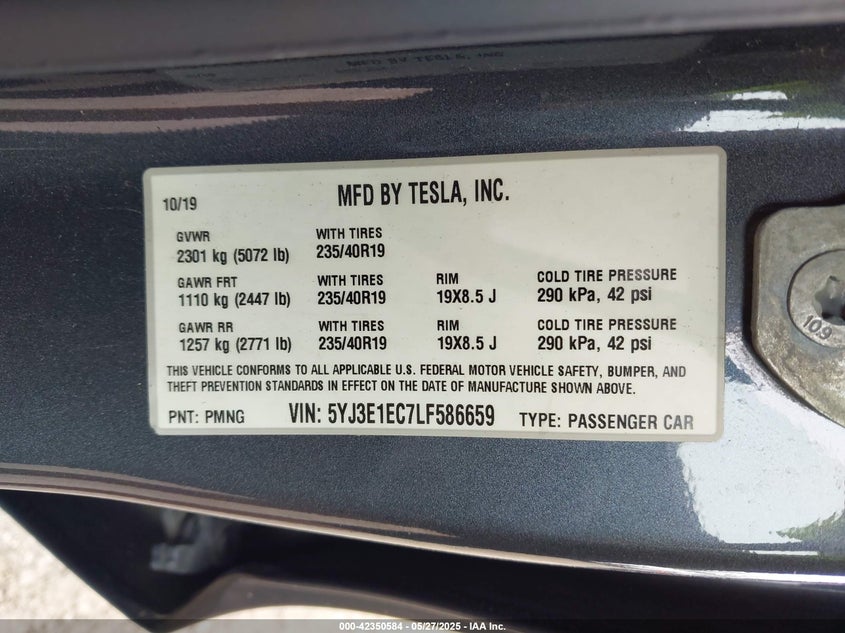 MFD BY TESLA, INC.
10/19 MFD BY TESLA, INC.
GVWR WITH TIRES
2301 kg (5072 lb) 235/40R19
GAWR FRT WITH TIRES RIM COLD TIRE PRESSURE
1110 kg (2447 lb) 235/40R19 19X8.5 J 290 kPa, 42 psi
GAWR RR WITH TIRES RIM COLD TIRE PRESSURE
1257 kg (2771 lb) 235/40R19 19X8.5 J 290 kPa, 42 psi
THIS VEHICLE CONFORMS TO ALL APPLICABLE U.S. FEDERAL MOTOR VEHICLE SAFETY, BUMPER, AND
THEFT PREVENTION STANDARDS IN EFFECT ON THE DATE OF MANUFACTURE SHOWN ABOVE.
PNT: PMNG VIN: 5YJ3E1EC7LF586659 TYPE: PASSENGER CAR
109
000-42350584 - 05/27/2025 - IAA Inc.